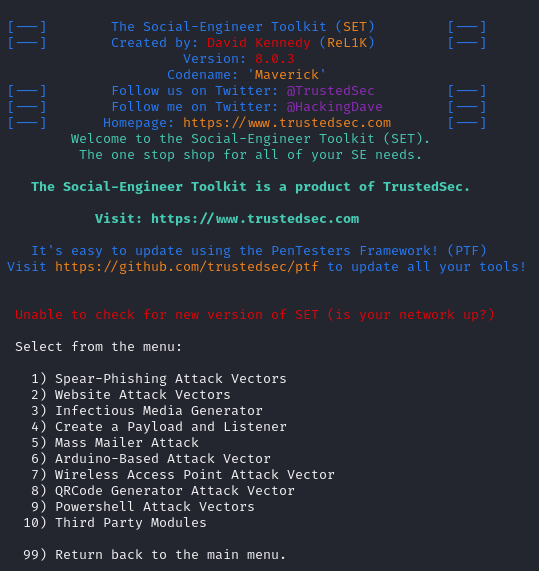 [---] The Social-Engineer Toolkit (SET) [---]
[---] Created by: David Kennedy (ReL1K) [---]
Version: 8.0.3
Codename: 'Maverick'
[---] Follow us on Twitter: @TrustedSec [---]
[---] Follow me on Twitter: @HackingDave [---]
[---] Homepage: https://www.trustedsec.com [---]
Welcome to the Social-Engineer Toolkit (SET).
The one stop shop for all of your SE needs.
The Social-Engineer Toolkit is a product of TrustedSec.
Visit: https://www.trustedsec.com
It's easy to update using the PenTesters Framework! (PTF)
Visit https://github.com/trustedsec/ptf to update all your tools!
Unable to check for new version of SET (is your network up?)
Select from the menu:
1) Spear-Phishing Attack Vectors
2) Website Attack Vectors
3) Infectious Media Generator
4) Create a Payload and Listener
5) Mass Mailer Attack
6) Arduino-Based Attack Vector
7) Wireless Access Point Attack Vector
8) QRCode Generator Attack Vector
9) Powershell Attack Vectors
10) Third Party Modules
99) Return back to the main menu.